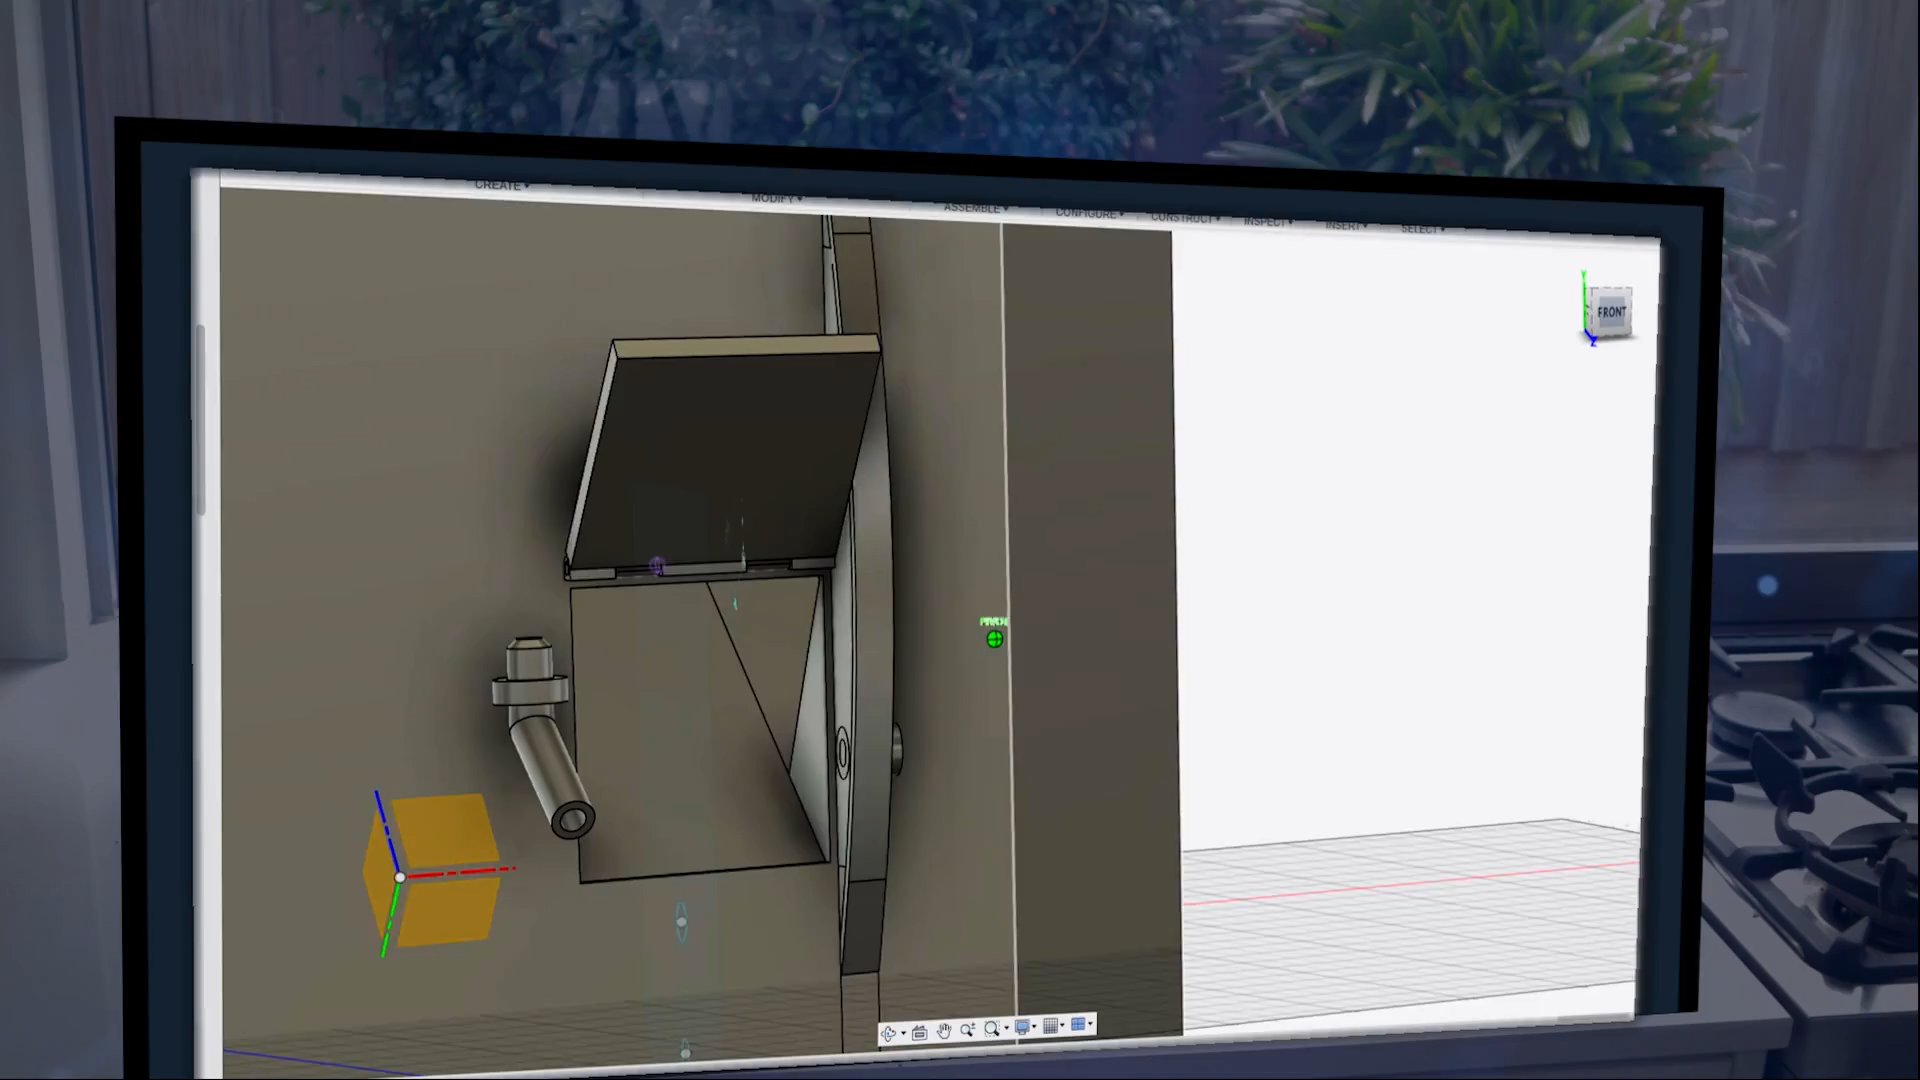 CREATE▾
MODIFY▾
ASSEMBLE▾
CONFIGURE▾
CONSTRUCT▾
INSPECT▾
INSERT▾
SELECT▾
FRONT
Y
Z